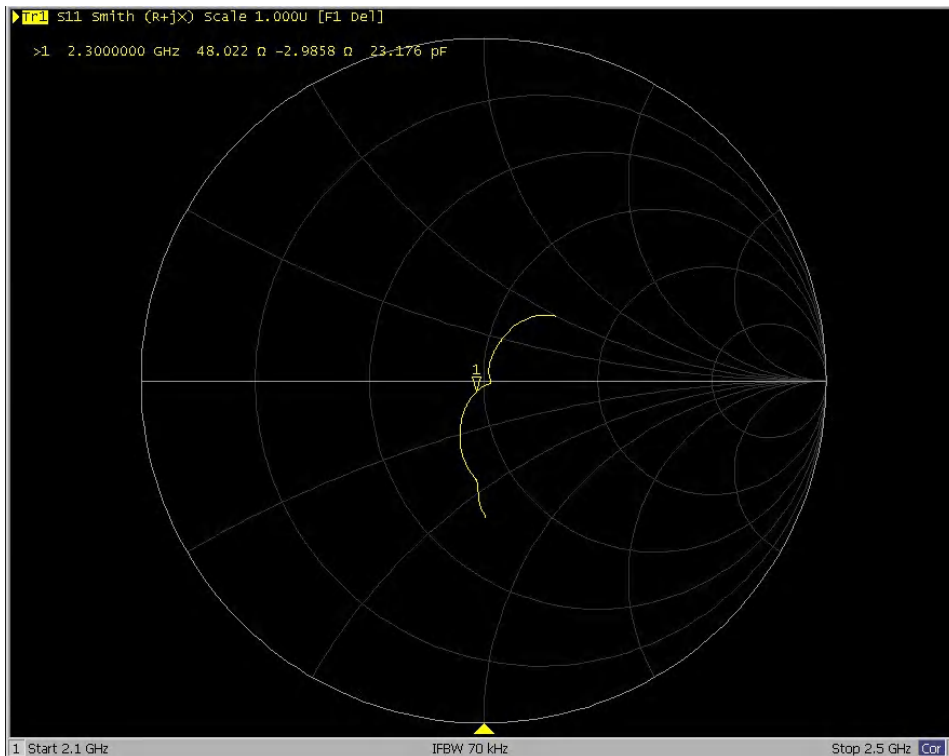 Tr1 S11 Smith (R+jX) Scale 1.000U [F1 Del]
>1 2.3000000 GHz 48.022 Ω -2.9858 Ω 23.176 pF
1
1 Start 2.1 GHz IFBW 70 kHz Stop 2.5 GHz Cor